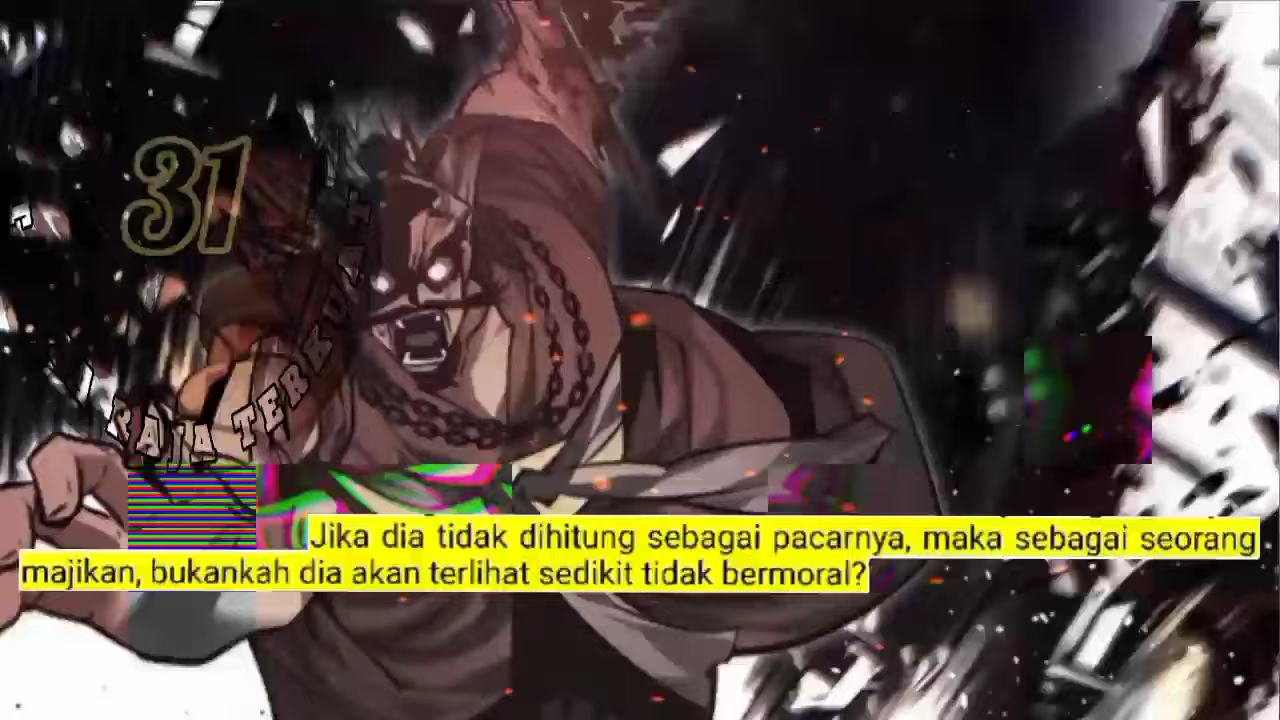 31
RAJA TERKUAT
Jika dia tidak dihitung sebagai pacarnya, maka sebagai seorang
majikan, bukankah dia akan terlihat sedikit tidak bermoral?